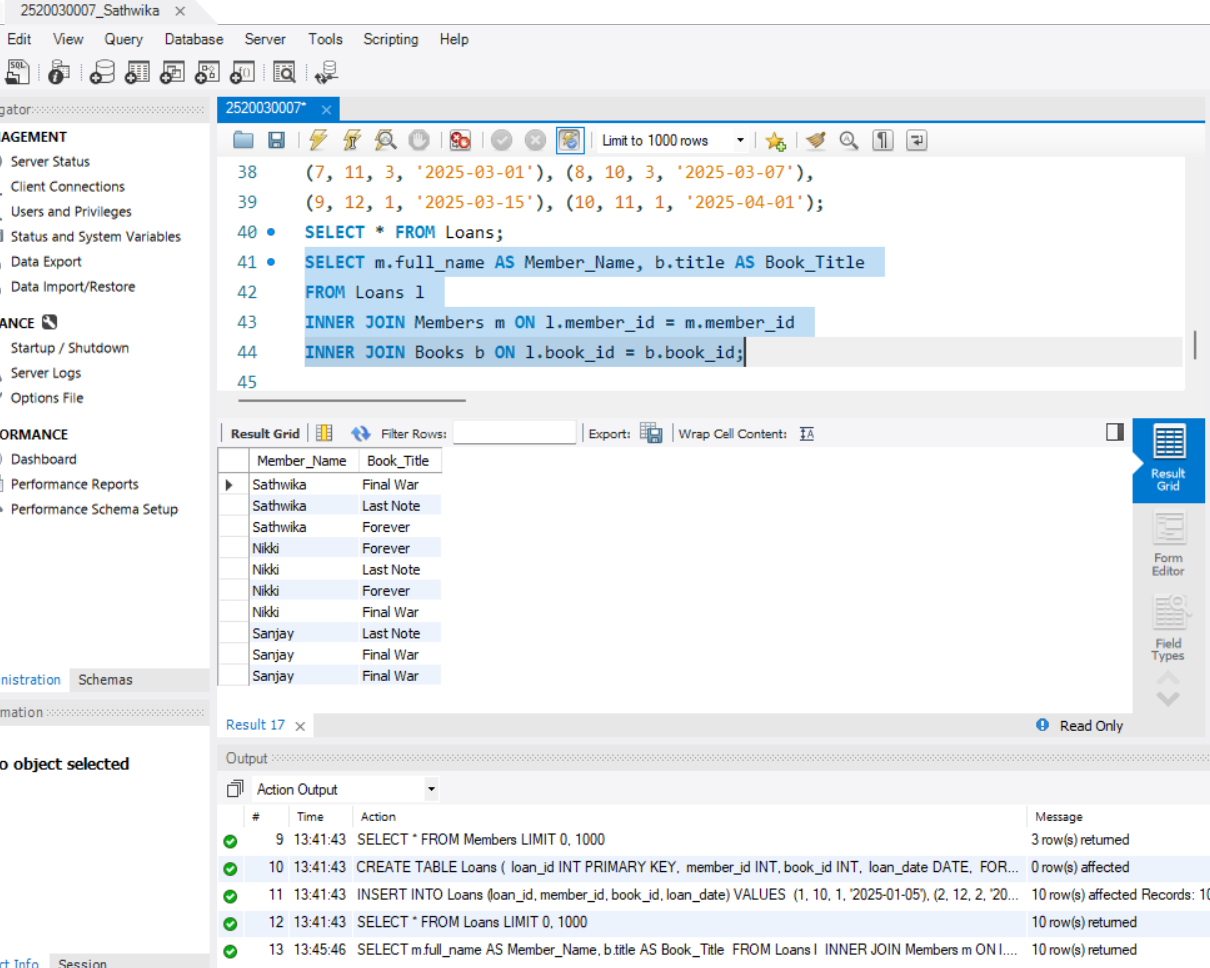 2520030007_Sathwika ×
Edit View Query Database Server Tools Scripting Help
SQL
gator
2520030007* ×
AGEMENT
Server Status
Client Connections
Users and Privileges
Status and System Variables
Data Export
Data Import/Restore
ANCE
Startup / Shutdown
Server Logs
Options File
ORMANCE
Dashboard
Performance Reports
Performance Schema Setup
nistration Schemas
mation
o object selected
ct Info Session
Limit to 1000 rows
38 (7, 11, 3, '2025-03-01'), (8, 10, 3, '2025-03-07'),
39 (9, 12, 1, '2025-03-15'), (10, 11, 1, '2025-04-01');
40 SELECT * FROM Loans;
41 SELECT m.full_name AS Member_Name, b.title AS Book_Title
42 FROM Loans l
43 INNER JOIN Members m ON l.member_id = m.member_id
44 INNER JOIN Books b ON l.book_id = b.book_id;
45
Result Grid Filter Rows: Export: Wrap Cell Content: IA
Member_Name Book_Title
Sathwika Final War
Sathwika Last Note
Sathwika Forever
Nikki Forever
Nikki Last Note
Nikki Forever
Nikki Final War
Sanjay Last Note
Sanjay Final War
Sanjay Final War
Result
Grid
Form
Editor
Field
Types
Result 17 × Read Only
Output
Action Output
# Time Action Message
9 13:41:43 SELECT * FROM Members LIMIT 0, 1000 3 row(s) returned
10 13:41:43 CREATE TABLE Loans ( loan_id INT PRIMARY KEY, member_id INT, book_id INT, loan_date DATE, FOR... 0 row(s) affected
11 13:41:43 INSERT INTO Loans (loan_id, member_id, book_id, loan_date) VALUES (1, 10, 1, '2025-01-05'), (2, 12, 2, '20... 10 row(s) affected Records: 10
12 13:41:43 SELECT * FROM Loans LIMIT 0, 1000 10 row(s) returned
13 13:45:46 SELECT m.full_name AS Member_Name, b.title AS Book_Title FROM Loans l INNER JOIN Members m ON l.... 10 row(s) returned